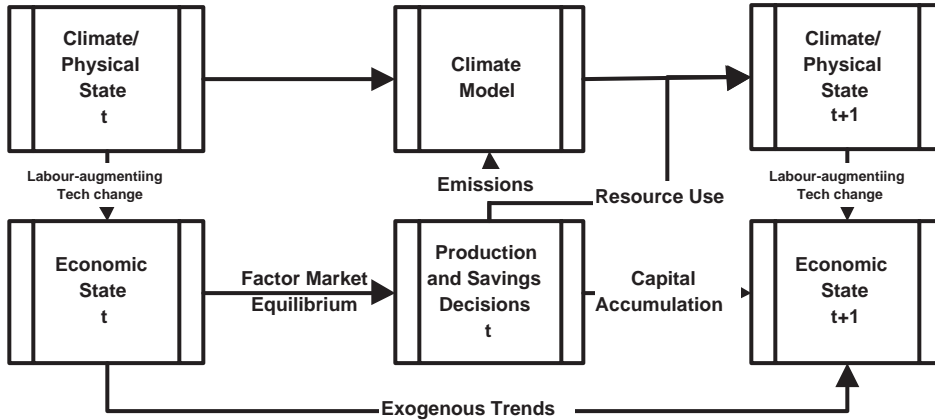 Climate/
Physical
State
t
Climate
Model
Climate/
Physical
State
t+1
Labour-augmentiing
Tech change
Emissions
Resource Use
Labour-augmentiing
Tech change
Economic
State
t
Factor Market
Equilibrium
Production
and Savings
Decisions
t
Capital
Accumulation
Economic
State
t+1
Exogenous Trends